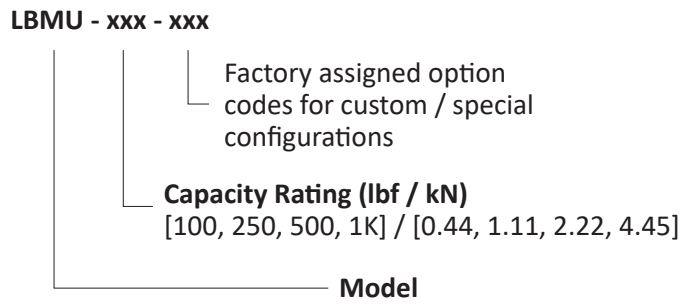 LBMU - xxx - xxx
Factory assigned option
codes for custom / special
configurations
Capacity Rating (lbf / kN)
[100, 250, 500, 1K] / [0.44, 1.11, 2.22, 4.45]
Model